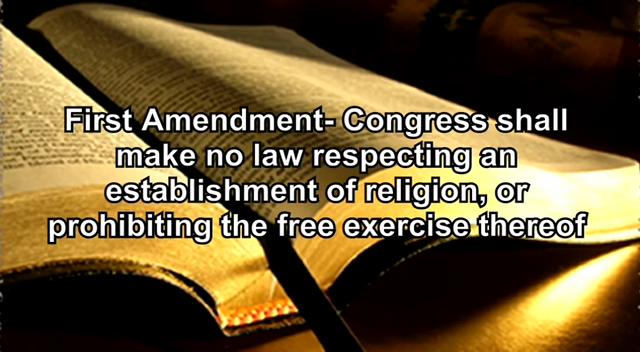 First Amendment- Congress shall
make no law respecting an
establishment of religion, or
prohibiting the free exercise thereof